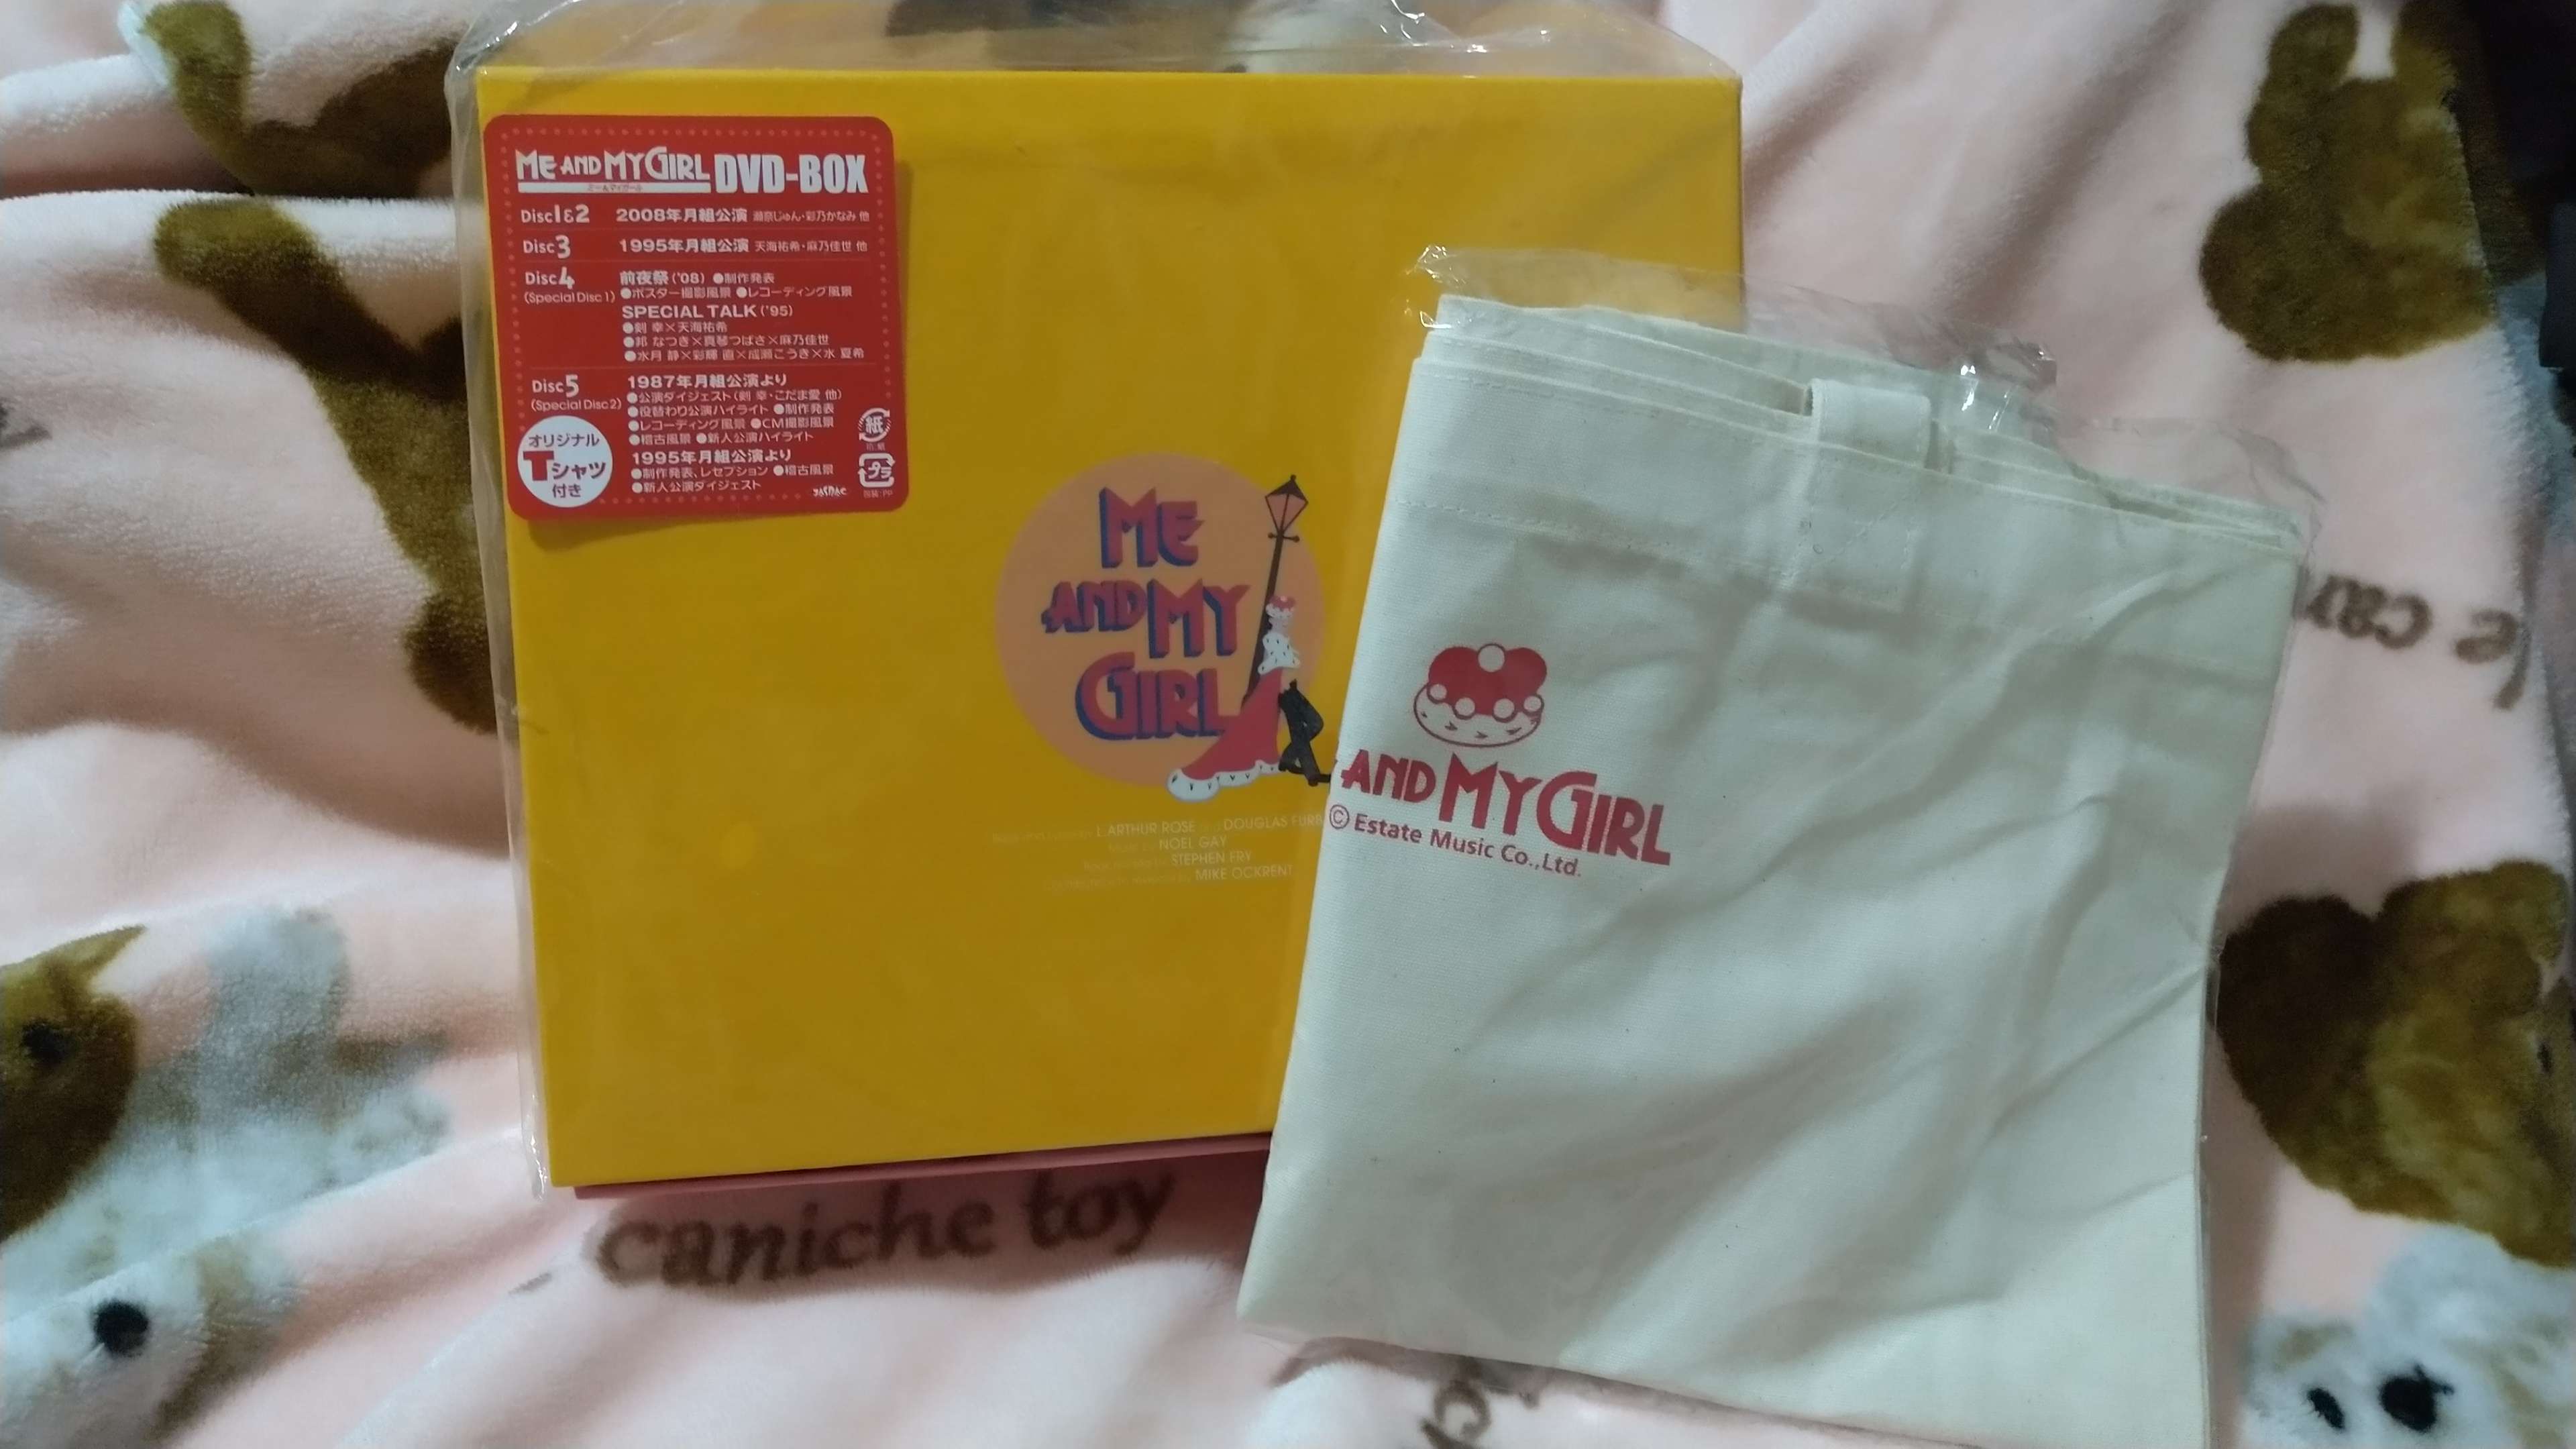 ME AND MY GIRL DVD-BOX
ミー&マイガール
Disc1&2 2008年月組公演 瀬奈じゅん・彩乃かなみ 他
Disc3 1995年月組公演 天海祐希・麻乃佳世 他
Disc4 前夜祭('08) ●制作発表
(Special Disc1) ●ポスター撮影風景 ●レコーディング風景
SPECIAL TALK('95)
●剣 幸×天海祐希
●邦 なつき×真琴つばさ×麻乃佳世
●水月 静×彩輝 直×成瀬こうき×水 夏希
Disc5 1987年月組公演より
(Special Disc2) ●公演ダイジェスト(剣 幸・こだま愛 他)
●役替わり公演ハイライト ●制作発表
●レコーディング風景 ●CM撮影風景
●稽古風景 ●新人公演ハイライト
1995年月組公演より
●制作発表、レセプション ●稽古風景
●新人公演ダイジェスト
オリジナル
Tシャツ
付き
紙
プラ
JASRAC
ME
AND MY
GIRL
L.ARTHUR ROSE DOUGLAS FURB
NOEL GAY
STEPHEN FRY
MIKE OCKRENT
AND MY GIRL
© Estate Music Co.,Ltd.
caniche toy